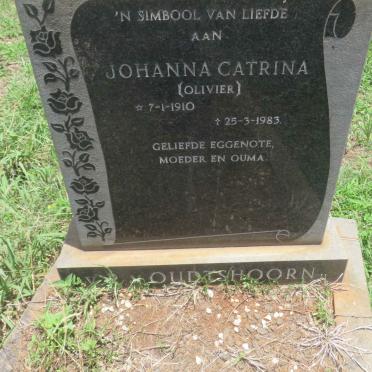 'N SIMBOOL VAN LIEFDE
AAN
JOHANNA CATRINA
(OLIVIER)
☆ 7-1-1910
† 25-3-1983.
GELIEFDE EGGENOTE,
MOEDER EN OUMA.
OUDTSHOORN